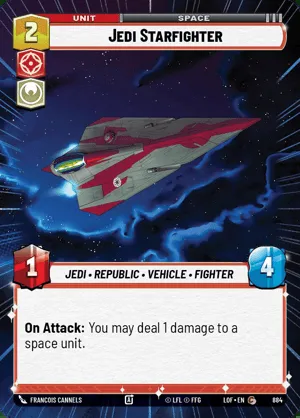 UNIT
SPACE
2
JEDI STARFIGHTER
1
4
JEDI • REPUBLIC • VEHICLE • FIGHTER
On Attack: You may deal 1 damage to a
space unit.
FRANCOIS CANNELS
© LFL © FFG
LOF • EN
884